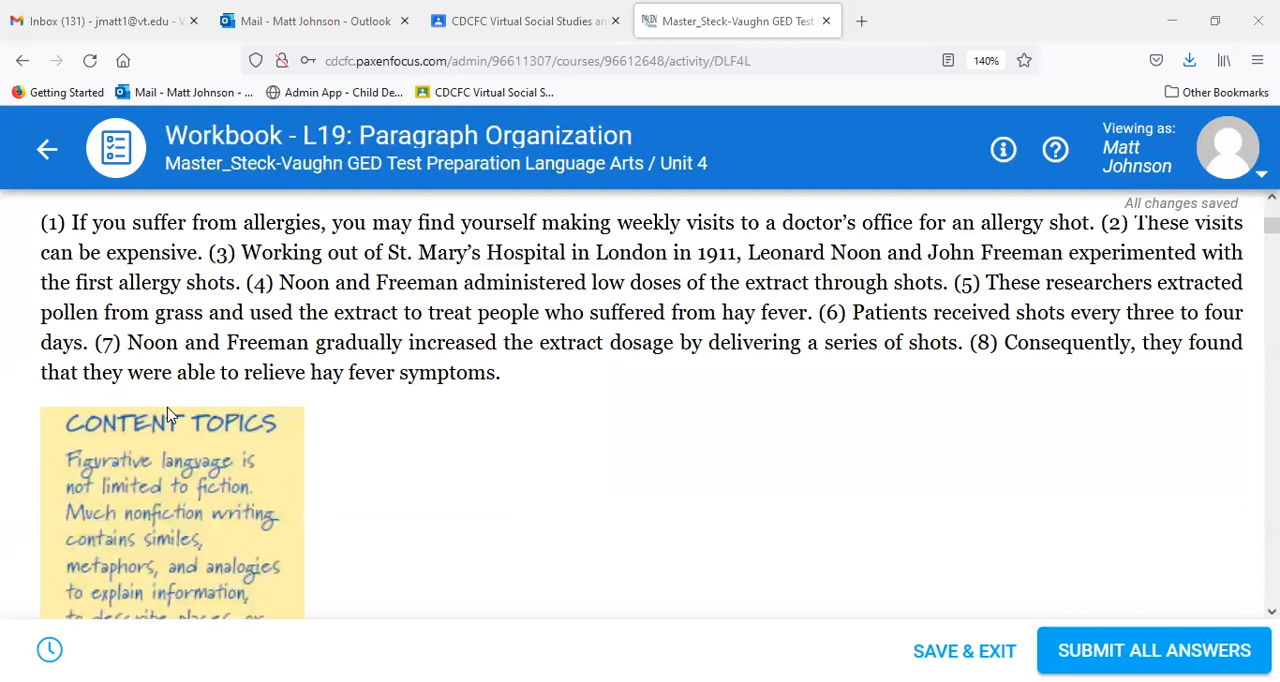 Inbox (131) - jmatt1@vt.edu - V
Mail - Matt Johnson - Outlook
CDCFC Virtual Social Studies an
Master_Steck-Vaughn GED Test
cdcfc.paxenfocus.com/admin/96611307/courses/96612648/activity/DLF4L
140%
Getting Started
Mail - Matt Johnson - ...
Admin App - Child De...
CDCFC Virtual Social S...
Other Bookmarks
Workbook - L19: Paragraph Organization
Master_Steck-Vaughn GED Test Preparation Language Arts / Unit 4
Viewing as:
Matt
Johnson
All changes saved
(1) If you suffer from allergies, you may find yourself making weekly visits to a doctor's office for an allergy shot. (2) These visits
can be expensive. (3) Working out of St. Mary's Hospital in London in 1911, Leonard Noon and John Freeman experimented with
the first allergy shots. (4) Noon and Freeman administered low doses of the extract through shots. (5) These researchers extracted
pollen from grass and used the extract to treat people who suffered from hay fever. (6) Patients received shots every three to four
days. (7) Noon and Freeman gradually increased the extract dosage by delivering a series of shots. (8) Consequently, they found
that they were able to relieve hay fever symptoms.
CONTENT TOPICS
Figurative language is
not limited to fiction.
Much nonfiction writing
contains similes,
metaphors, and analogies
to explain information,
to describe places, or
SAVE & EXIT
SUBMIT ALL ANSWERS